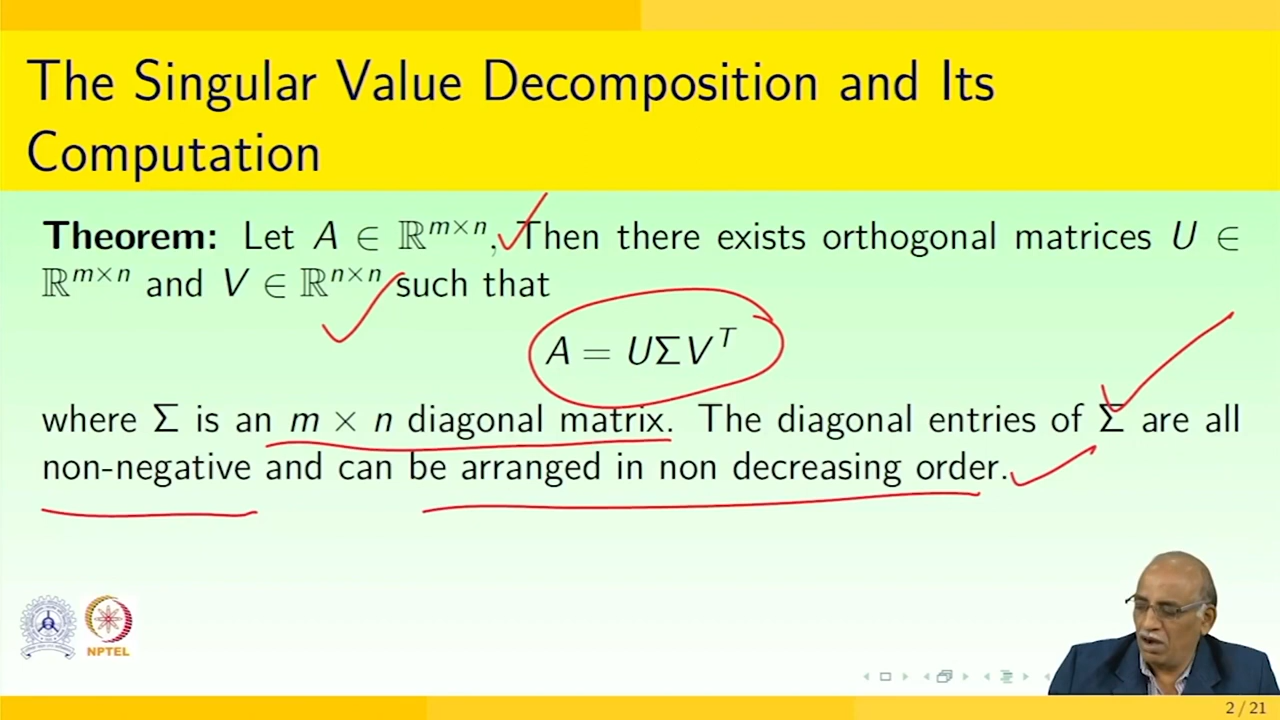 The Singular Value Decomposition and Its
Computation
Theorem: Let A ∈ ℝ^{m×n}, Then there exists orthogonal matrices U ∈
ℝ^{m×n} and V ∈ ℝ^{n×n} such that
A = UΣV^T
where Σ is an m × n diagonal matrix. The diagonal entries of Σ are all
non-negative and can be arranged in non decreasing order.
NPTEL
2 / 21